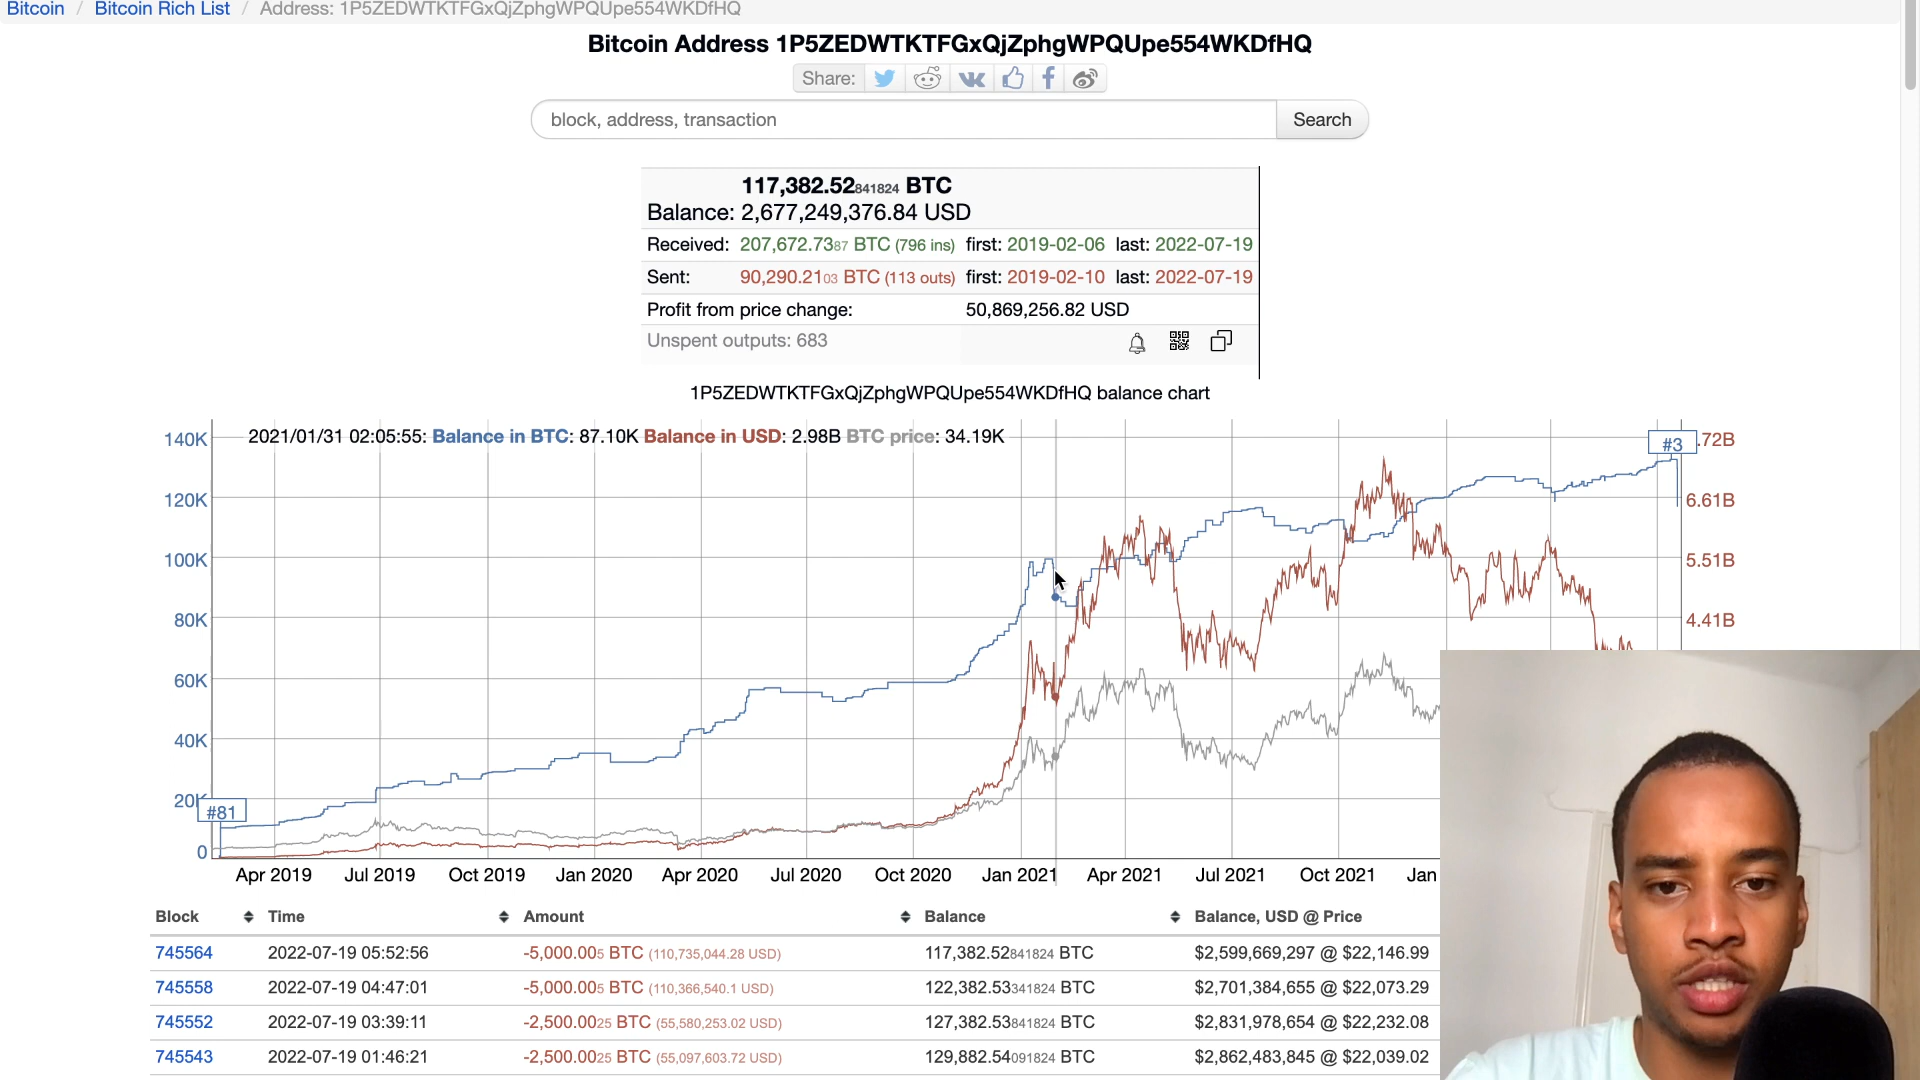 Bitcoin / Bitcoin Rich List / Address: 1P5ZEDWTKTFGxQjZphgWPQUpe554WKDfHQ
Bitcoin Address 1P5ZEDWTKTFGxQjZphgWPQUpe554WKDfHQ
Share:
block, address, transaction Search
117,382.52841824 BTC
Balance: 2,677,249,376.84 USD
Received: 207,672.7387 BTC (796 ins) first: 2019-02-06 last: 2022-07-19
Sent: 90,290.2103 BTC (113 outs) first: 2019-02-10 last: 2022-07-19
Profit from price change: 50,869,256.82 USD
Unspent outputs: 683
1P5ZEDWTKTFGxQjZphgWPQUpe554WKDfHQ balance chart
2021/01/31 02:05:55: Balance in BTC: 87.10K Balance in USD: 2.98B BTC price: 34.19K
140K #3 .72B
120K 6.61B
100K 5.51B
80K 4.41B
60K
40K
20K
#81
0
Apr 2019 Jul 2019 Oct 2019 Jan 2020 Apr 2020 Jul 2020 Oct 2020 Jan 2021 Apr 2021 Jul 2021 Oct 2021 Jan
Block Time Amount Balance Balance, USD @ Price
745564 2022-07-19 05:52:56 -5,000.005 BTC (110,735,044.28 USD) 117,382.52841824 BTC $2,599,669,297 @ $22,146.99
745558 2022-07-19 04:47:01 -5,000.005 BTC (110,366,540.1 USD) 122,382.53341824 BTC $2,701,384,655 @ $22,073.29
745552 2022-07-19 03:39:11 -2,500.0025 BTC (55,580,253.02 USD) 127,382.53841824 BTC $2,831,978,654 @ $22,232.08
745543 2022-07-19 01:46:21 -2,500.0025 BTC (55,097,603.72 USD) 129,882.54091824 BTC $2,862,483,845 @ $22,039.02